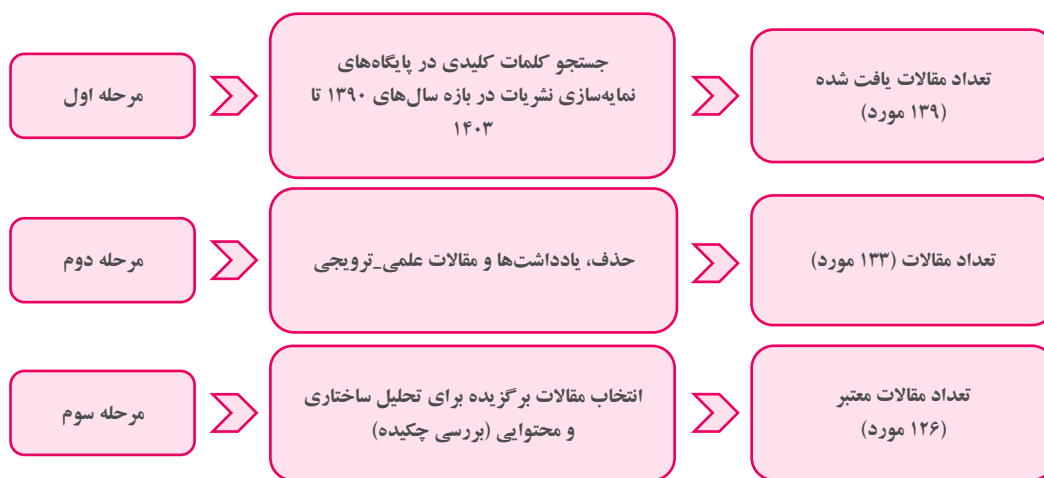 مرحله اول
جستجو کلمات کلیدی در پایگاه‌های
نمایه‌سازی نشریات در بازه سال‌های ۱۳۹۰ تا
۱۴۰۳
تعداد مقالات یافت شده
(۱۳۹ مورد)
مرحله دوم
حذف، یادداشت‌ها و مقالات علمی_ترویجی
تعداد مقالات (۱۳۳ مورد)
مرحله سوم
انتخاب مقالات برگزیده برای تحلیل ساختاری
و محتوایی (بررسی چکیده)
تعداد مقالات معتبر
(۱۲۶ مورد)